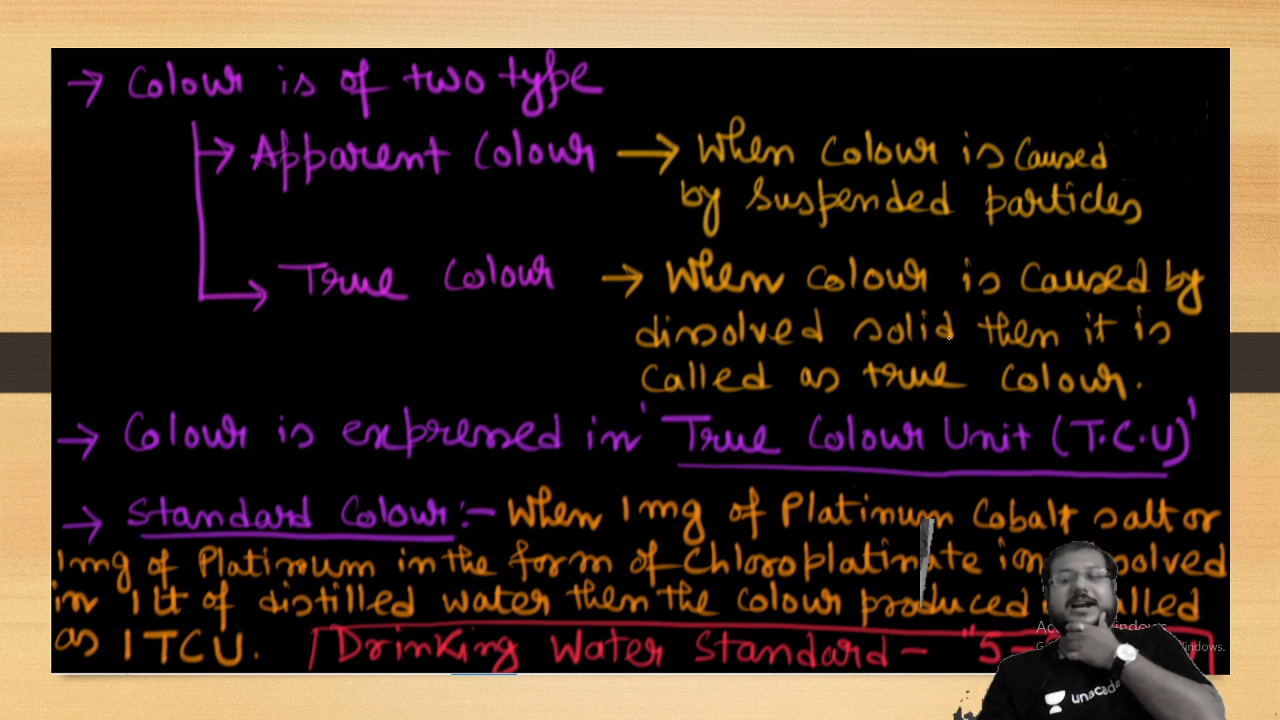 → Colour is of two type
→ Apparent Colour → When Colour is Caused
by Suspended particles
→ True Colour → When Colour is Caused by
dissolved solid then it is
Called as true Colour.
→ Colour is expressed in 'True Colour Unit (T.C.U)'
→ Standard Colour :- When 1mg of Platinum Cobalt salt or
1mg of Platinum in the form of Chloroplatinate ion
in 1 Lt of distilled water then the Colour produced
as 1 TCU. Drinking Water Standard - "5-